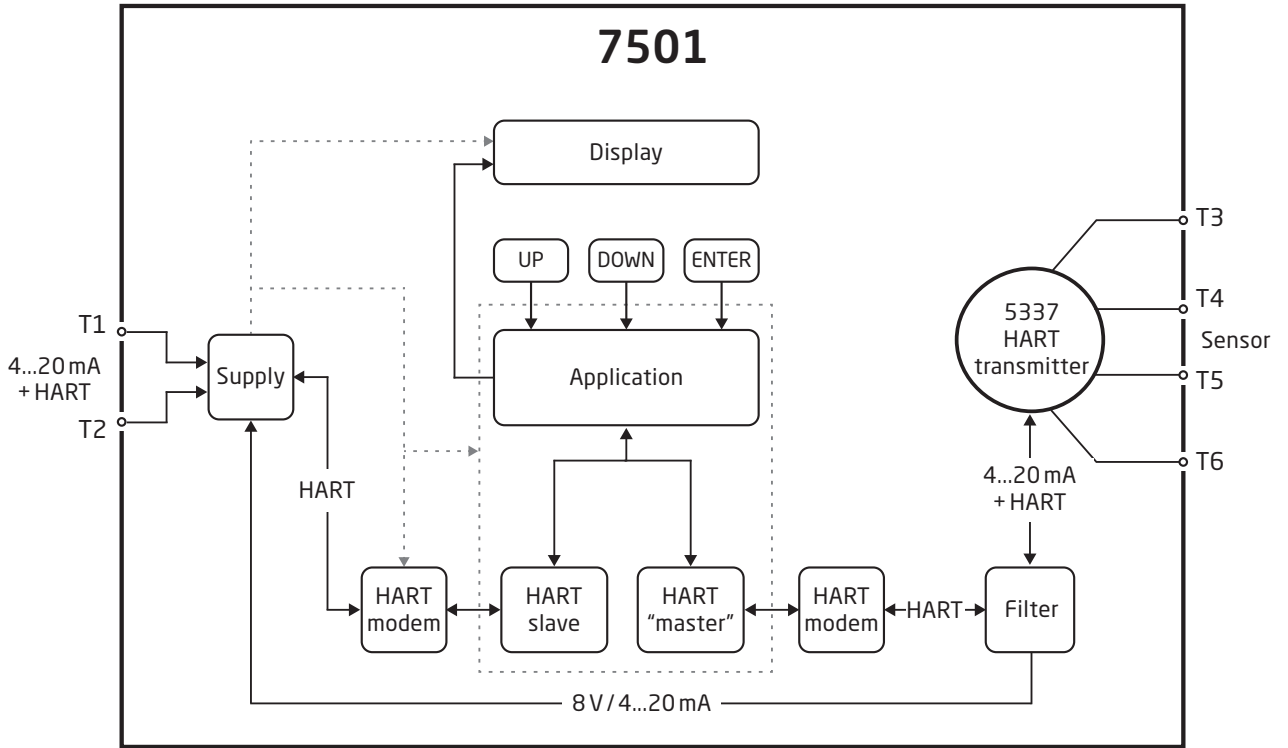 7501
Display
UP
DOWN
ENTER
T1
4...20 mA
+ HART
T2
Supply
Application
5337
HART
transmitter
T3
T4
Sensor
T5
T6
HART
4...20 mA
+ HART
HART
modem
HART
slave
HART
“master”
HART
modem
HART
Filter
8 V / 4...20 mA